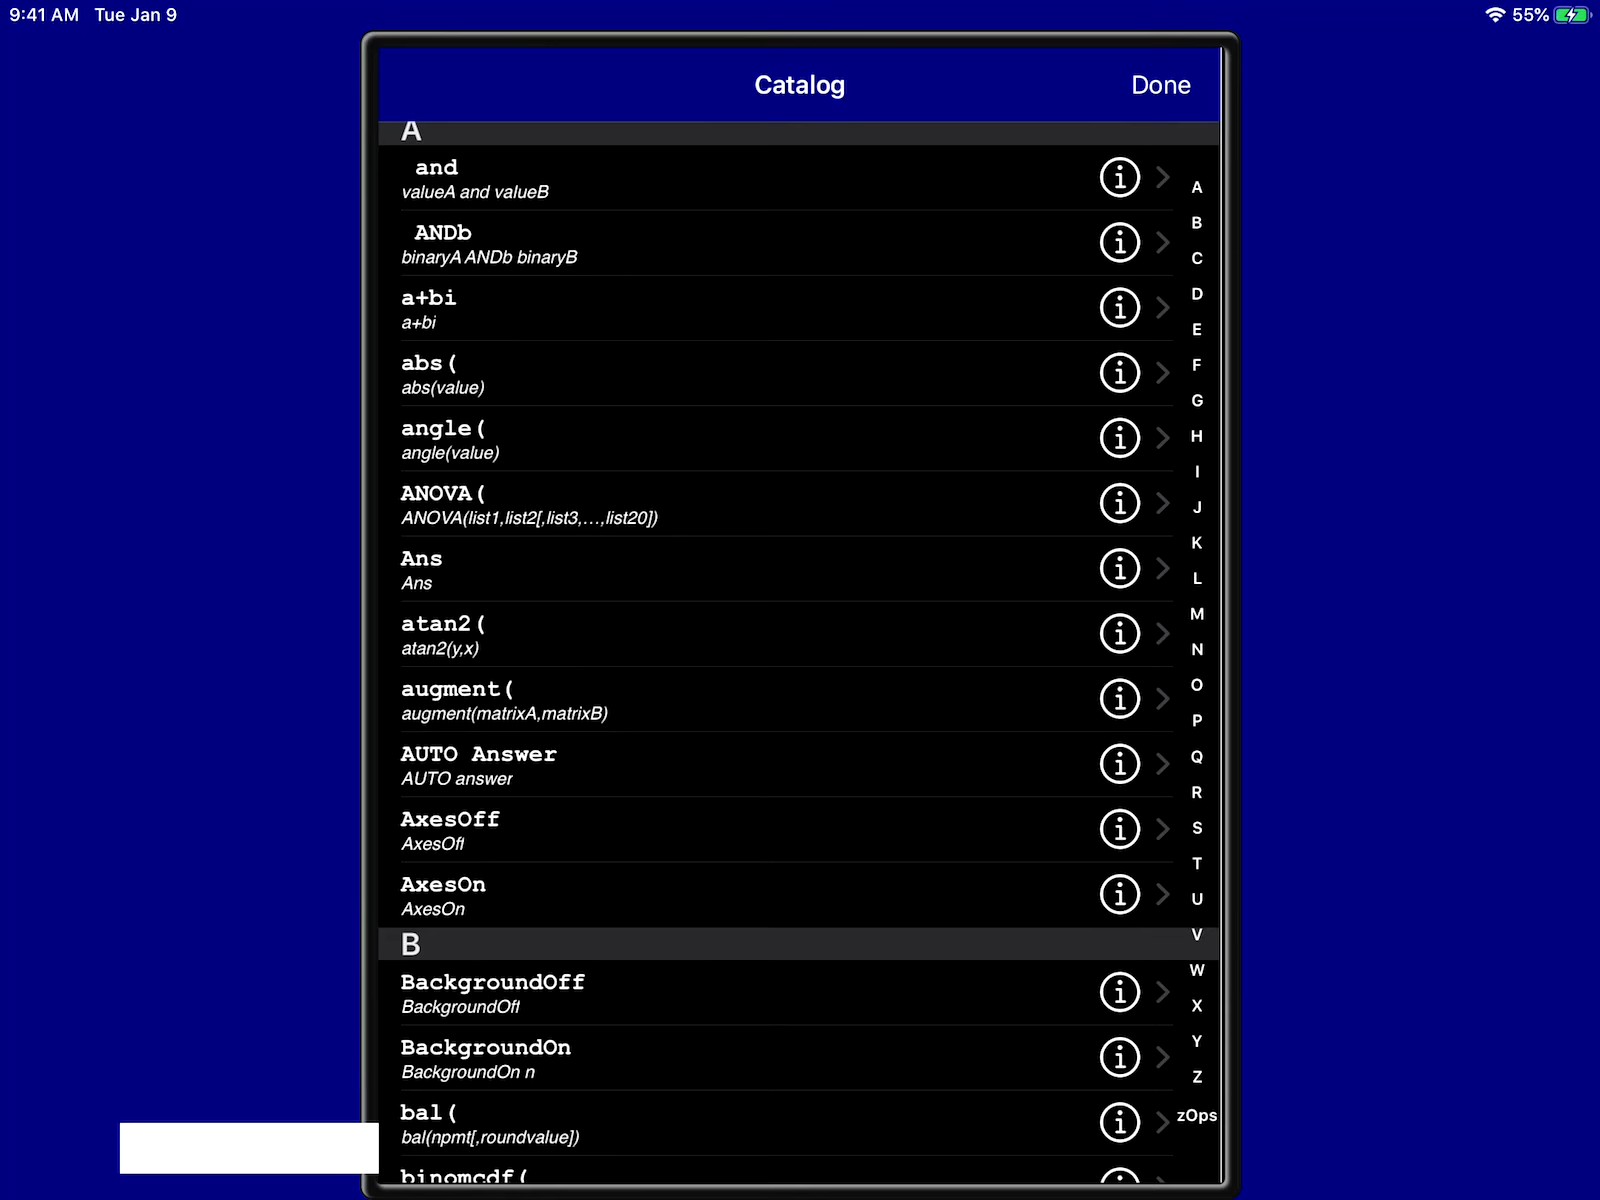 9:41 AM Tue Jan 9
55%
Catalog
Done
A
and
valueA and valueB
ANDb
binaryA ANDb binaryB
a+bi
a+bi
abs(
abs(value)
angle(
angle(value)
ANOVA(
ANOVA(list1,list2[,list3,...,list20])
Ans
Ans
atan2(
atan2(y,x)
augment(
augment(matrixA,matrixB)
AUTO Answer
AUTO answer
AxesOff
AxesOff
AxesOn
AxesOn
B
BackgroundOff
BackgroundOff
BackgroundOn
BackgroundOn n
bal(
bal(npmt[,roundvalue])
binomcdf(
A
B
C
D
E
F
G
H
I
J
K
L
M
N
O
P
Q
R
S
T
U
V
W
X
Y
Z
zOps